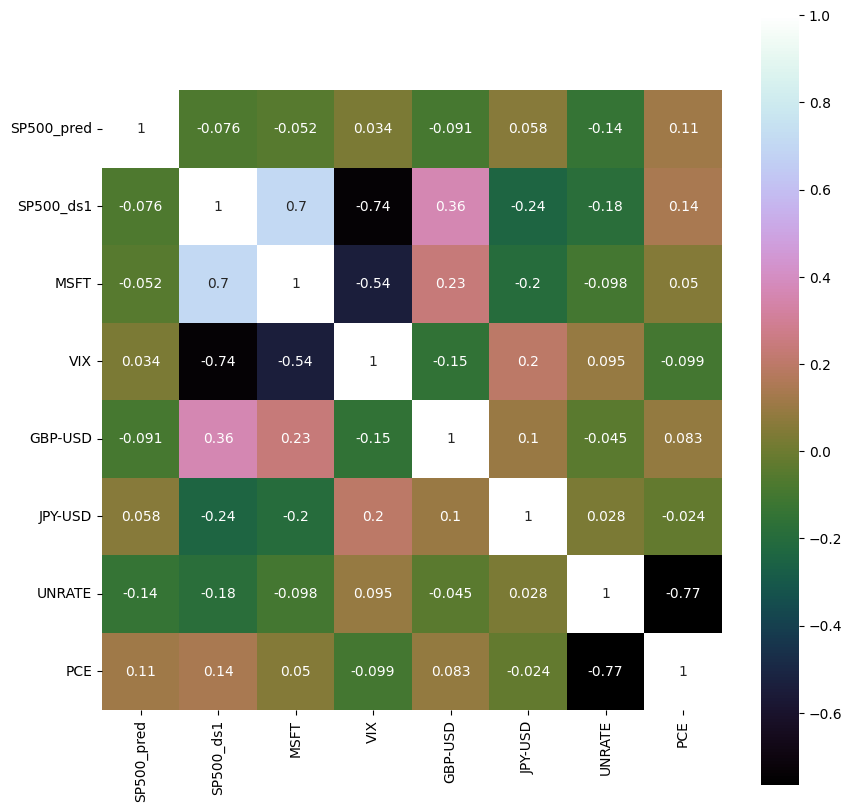 SP500_pred 1 -0.076 -0.052 0.034 -0.091 0.058 -0.14 0.11
SP500_ds1 -0.076 1 0.7 -0.74 0.36 -0.24 -0.18 0.14
MSFT -0.052 0.7 1 -0.54 0.23 -0.2 -0.098 0.05
VIX 0.034 -0.74 -0.54 1 -0.15 0.2 0.095 -0.099
GBP-USD -0.091 0.36 0.23 -0.15 1 0.1 -0.045 0.083
JPY-USD 0.058 -0.24 -0.2 0.2 0.1 1 0.028 -0.024
UNRATE -0.14 -0.18 -0.098 0.095 -0.045 0.028 1 -0.77
PCE 0.11 0.14 0.05 -0.099 0.083 -0.024 -0.77 1
SP500_pred SP500_ds1 MSFT VIX GBP-USD JPY-USD UNRATE PCE
1.0
0.8
0.6
0.4
0.2
0.0
−0.2
−0.4
−0.6